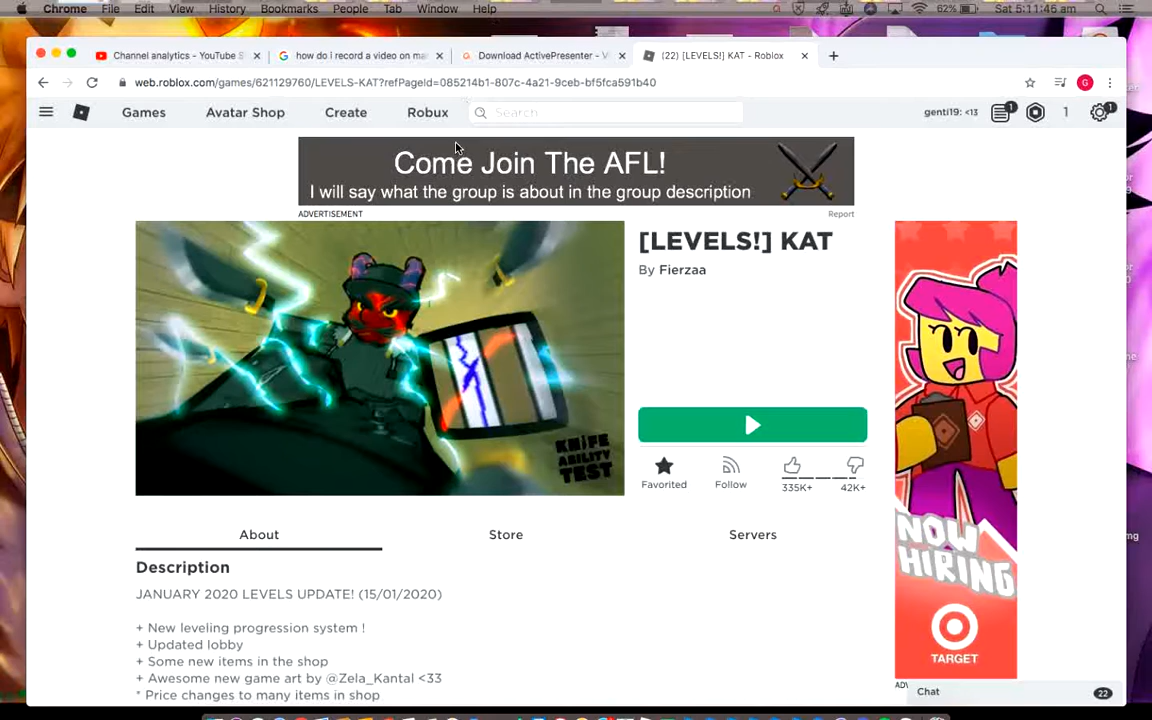 Chrome File Edit View History Bookmarks People Tab Window Help 62% Sat 5:11:46 am
Channel analytics - YouTube S
how do i record a video on ma
Download ActivePresenter - V
(22) [LEVELS!] KAT - Roblox
web.roblox.com/games/621129760/LEVELS-KAT?refPageId=085214b1-807c-4a21-9ceb-bf5fca591b40
G
Games Avatar Shop Create Robux Search genti19: <13 1 1 1
Come Join The AFL!
I will say what the group is about in the group description
ADVERTISEMENT Report
[LEVELS!] KAT
By Fierzaa
KNIFE
ABILITY
TEST
Favorited Follow 335K+ 42K+
About Store Servers
Description
JANUARY 2020 LEVELS UPDATE! (15/01/2020)
+ New leveling progression system !
+ Updated lobby
+ Some new items in the shop
+ Awesome new game art by @Zela_Kantal <33
* Price changes to many items in shop
NOW
HIRING
TARGET
Chat 22